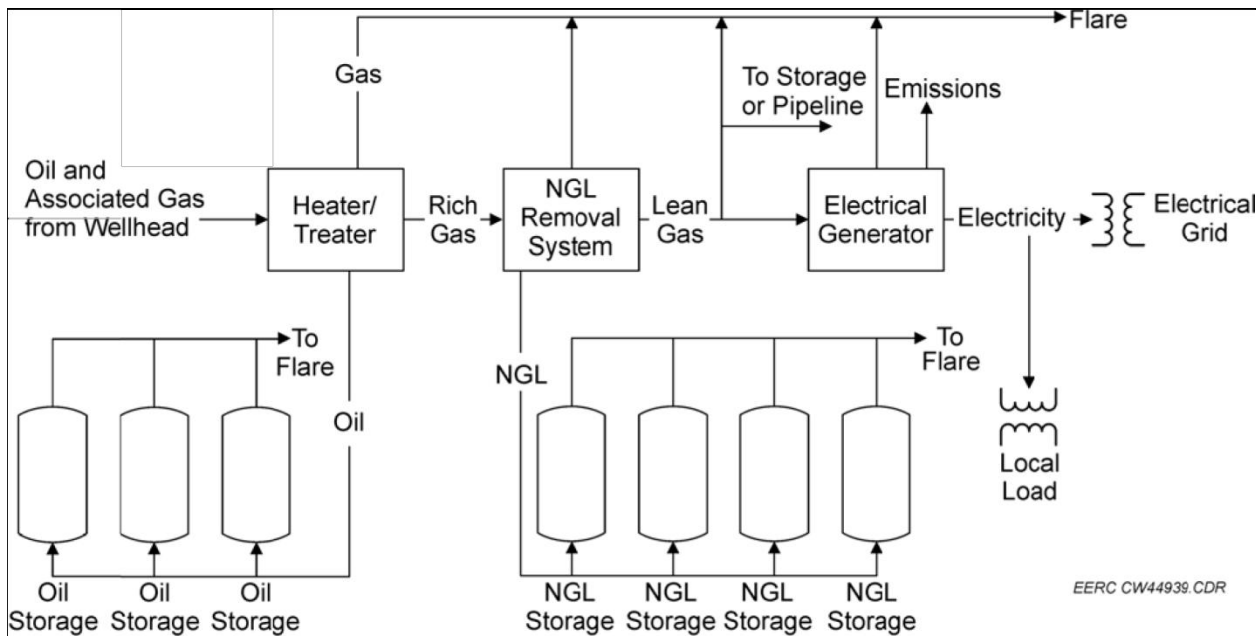 Flare
Gas
To Storage
or Pipeline
Emissions
Oil and
Associated Gas
from Wellhead
Heater/
Treater
Rich
Gas
NGL
Removal
System
Lean
Gas
Electrical
Generator
Electricity
Electrical
Grid
To
Flare
Oil
NGL
To
Flare
Local
Load
Oil
Storage
Oil
Storage
Oil
Storage
NGL
Storage
NGL
Storage
NGL
Storage
NGL
Storage
EERC CW44939.CDR